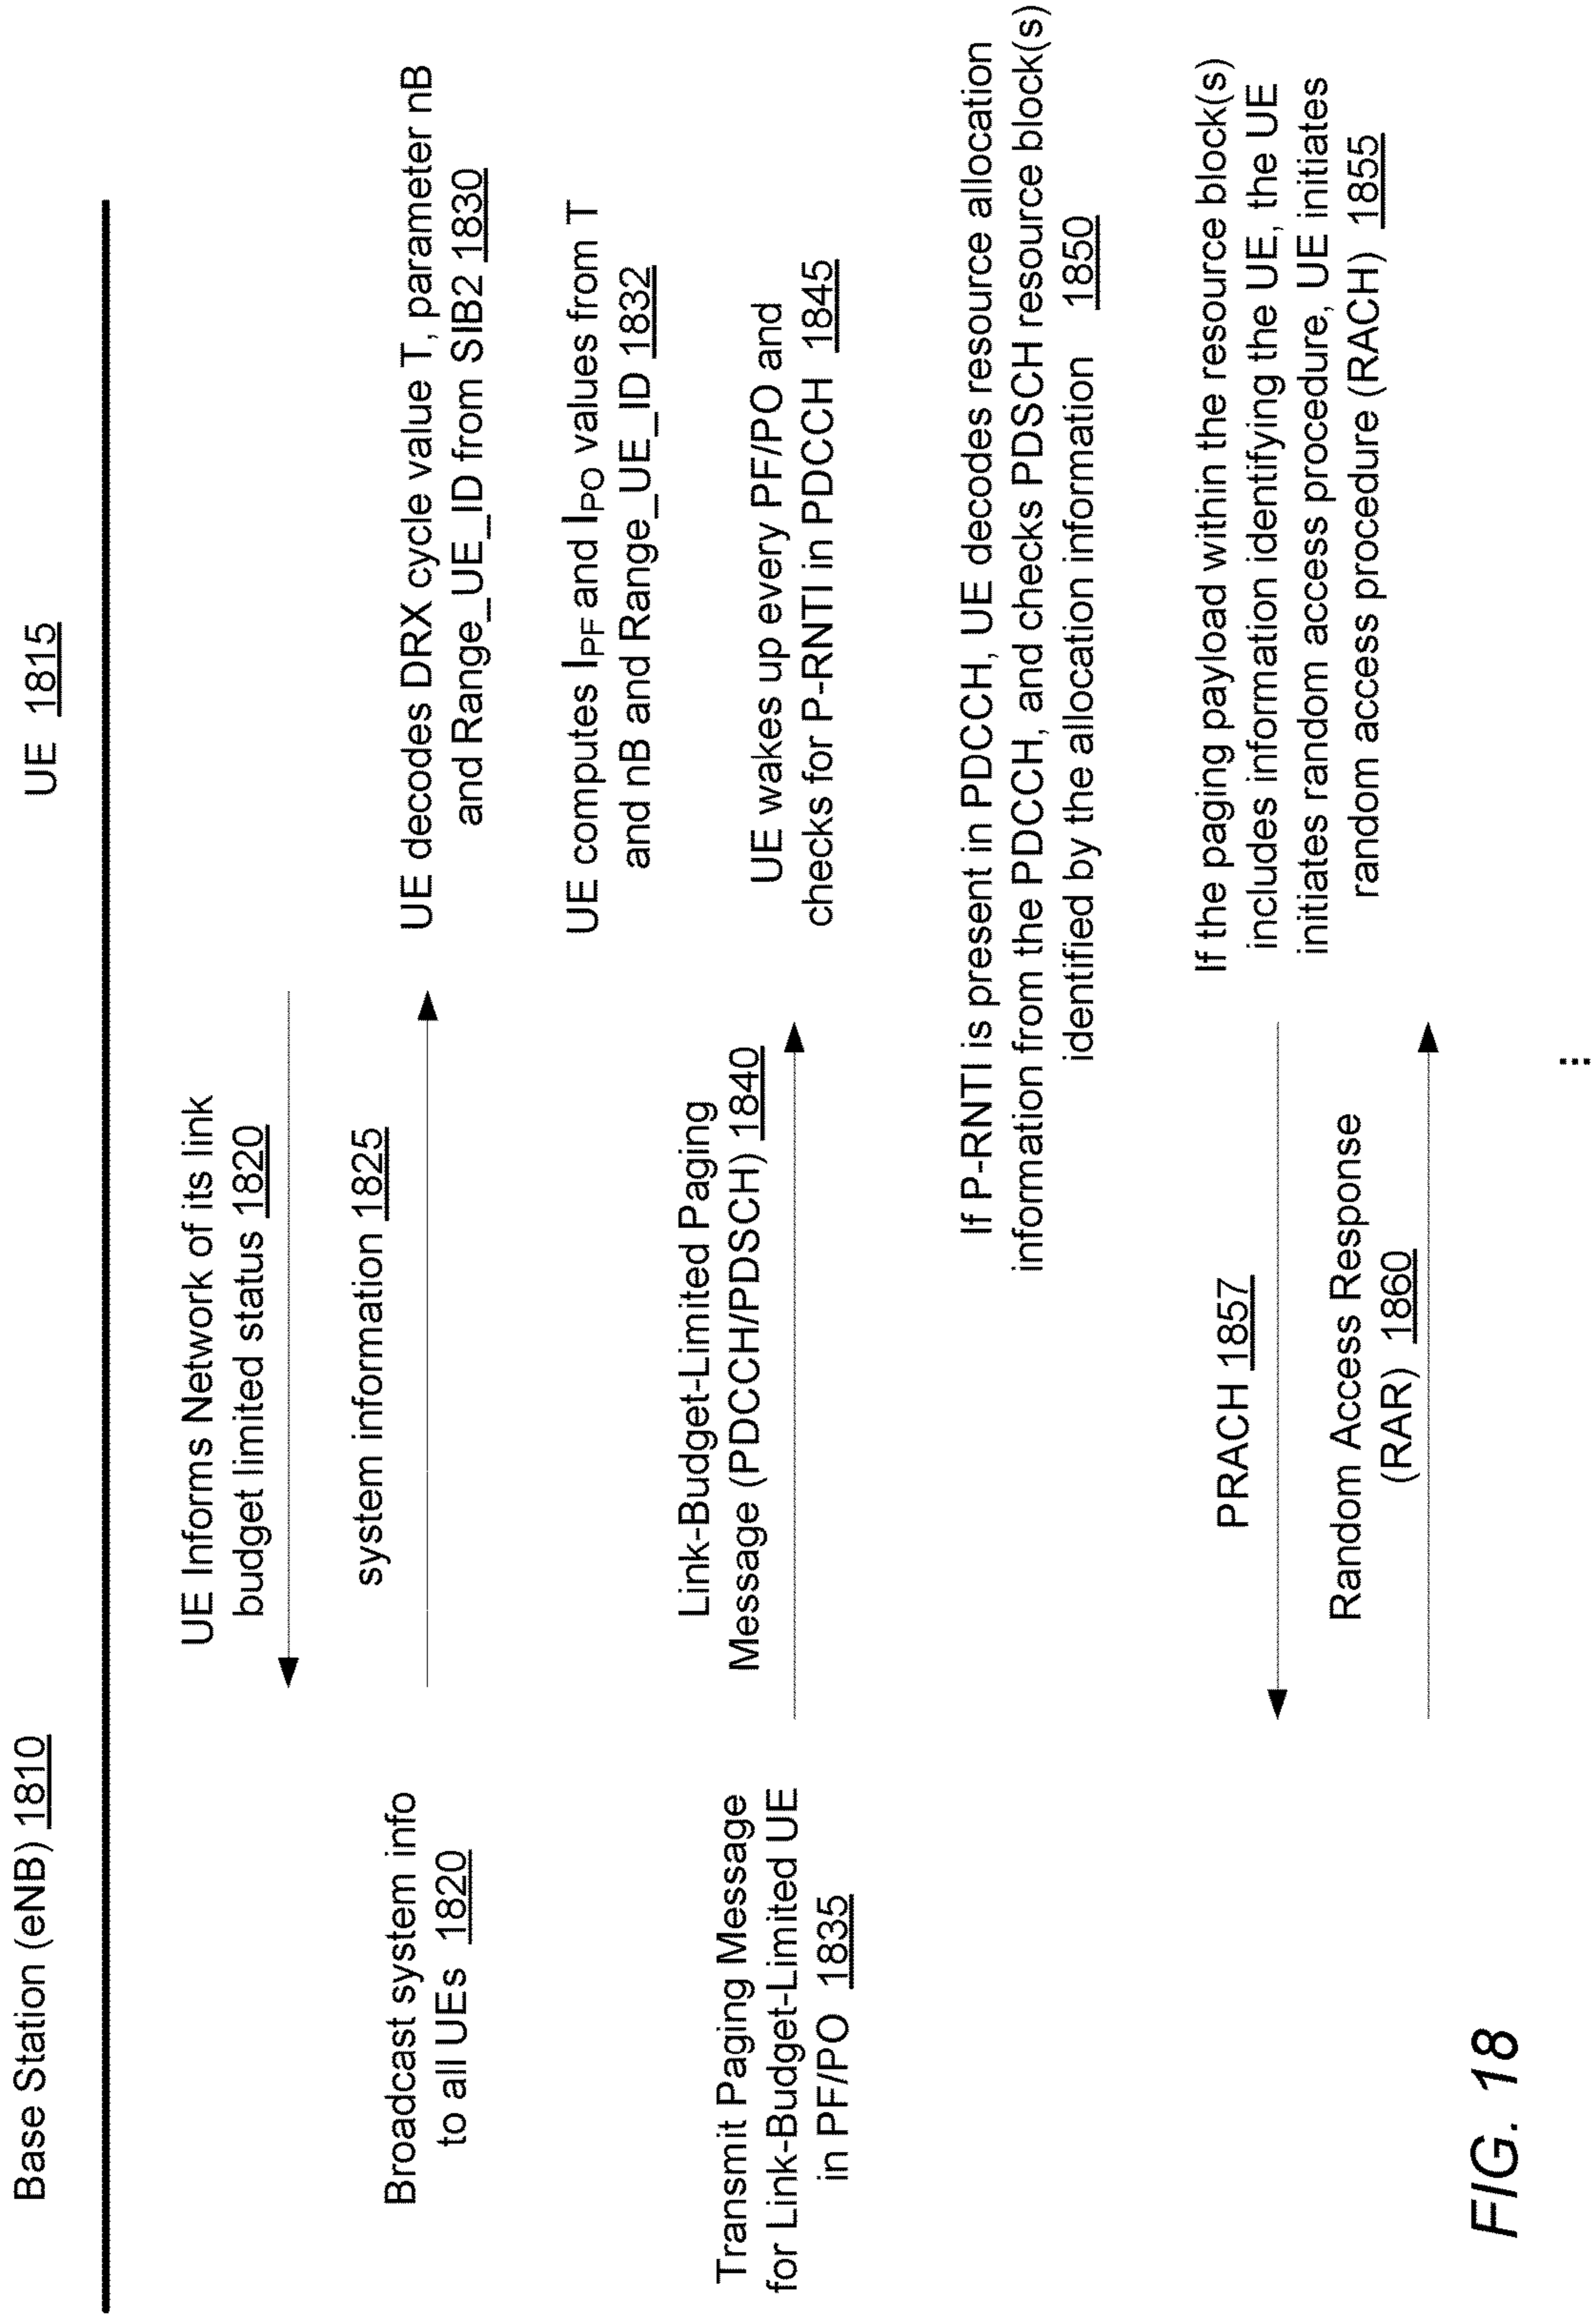 Base Station (eNB) 1810
UE 1815
UE Informs Network of its link
budget limited status 1820
Broadcast system info
to all UEs 1820
system information 1825
UE decodes DRX cycle value T, parameter nB
and Range_UE_ID from SIB2 1830
UE computes IPF and IPO values from T
and nB and Range_UE_ID 1832
Transmit Paging Message
for Link-Budget-Limited UE
in PF/PO 1835
Link-Budget-Limited Paging
Message (PDCCH/PDSCH) 1840
UE wakes up every PF/PO and
checks for P-RNTI in PDCCH 1845
If P-RNTI is present in PDCCH, UE decodes resource allocation
information from the PDCCH, and checks PDSCH resource block(s)
identified by the allocation information 1850
If the paging payload within the resource block(s)
includes information identifying the UE, the UE
initiates random access procedure, UE initiates
random access procedure (RACH) 1855
PRACH 1857
Random Access Response
(RAR) 1860
...
FIG. 18